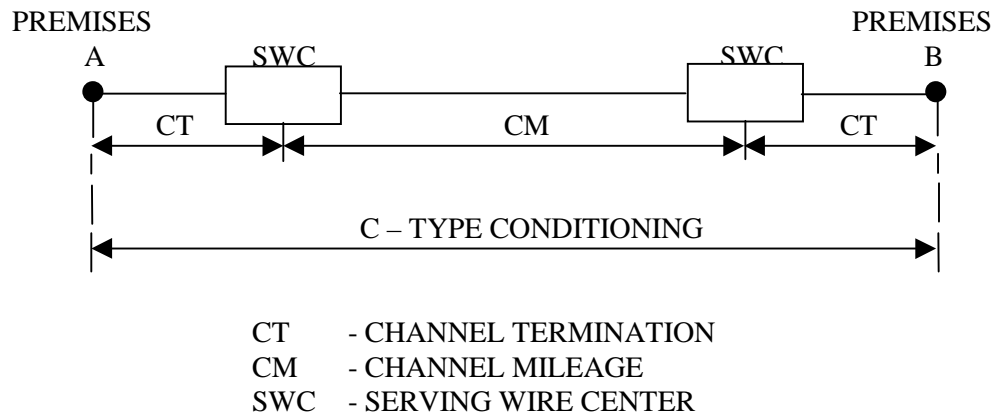 PREMISES PREMISES
A SWC SWC B
CT CM CT
C – TYPE CONDITIONING
CT - CHANNEL TERMINATION
CM - CHANNEL MILEAGE
SWC - SERVING WIRE CENTER